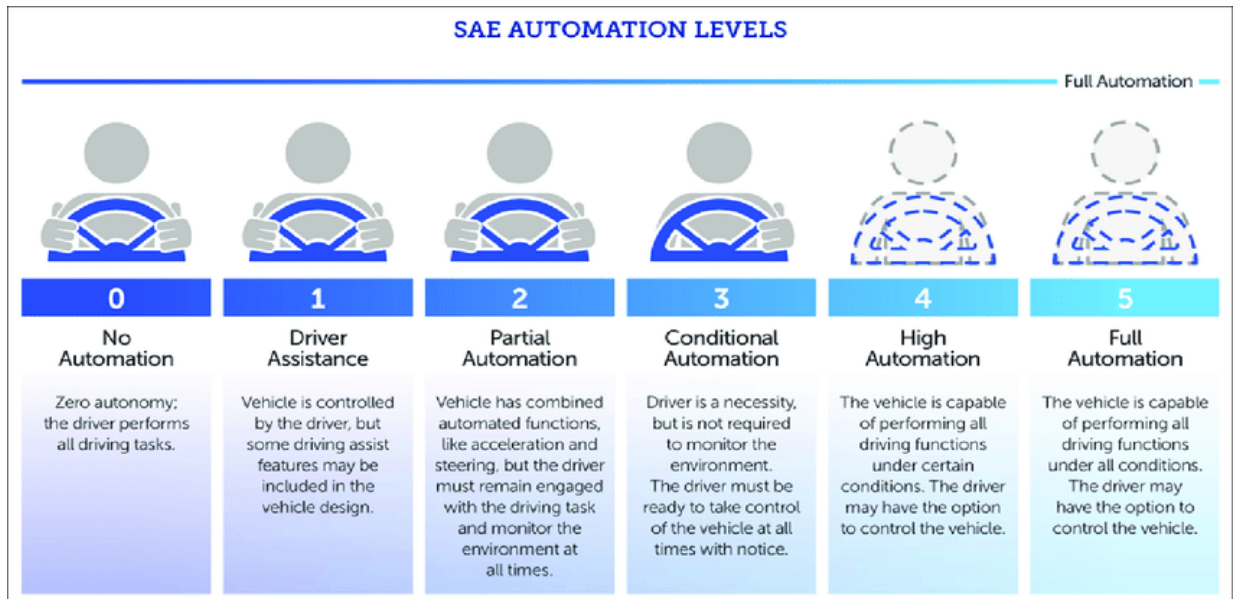 SAE AUTOMATION LEVELS
Full Automation
0
No
Automation
Zero autonomy;
the driver performs
all driving tasks.
1
Driver
Assistance
Vehicle is controlled
by the driver, but
some driving assist
features may be
included in the
vehicle design.
2
Partial
Automation
Vehicle has combined
automated functions,
like acceleration and
steering, but the driver
must remain engaged
with the driving task
and monitor the
environment at
all times.
3
Conditional
Automation
Driver is a necessity,
but is not required
to monitor the
environment.
The driver must be
ready to take control
of the vehicle at all
times with notice.
4
High
Automation
The vehicle is capable
of performing all
driving functions
under certain
conditions. The driver
may have the option
to control the vehicle.
5
Full
Automation
The vehicle is capable
of performing all
driving functions
under all conditions.
The driver may
have the option to
control the vehicle.